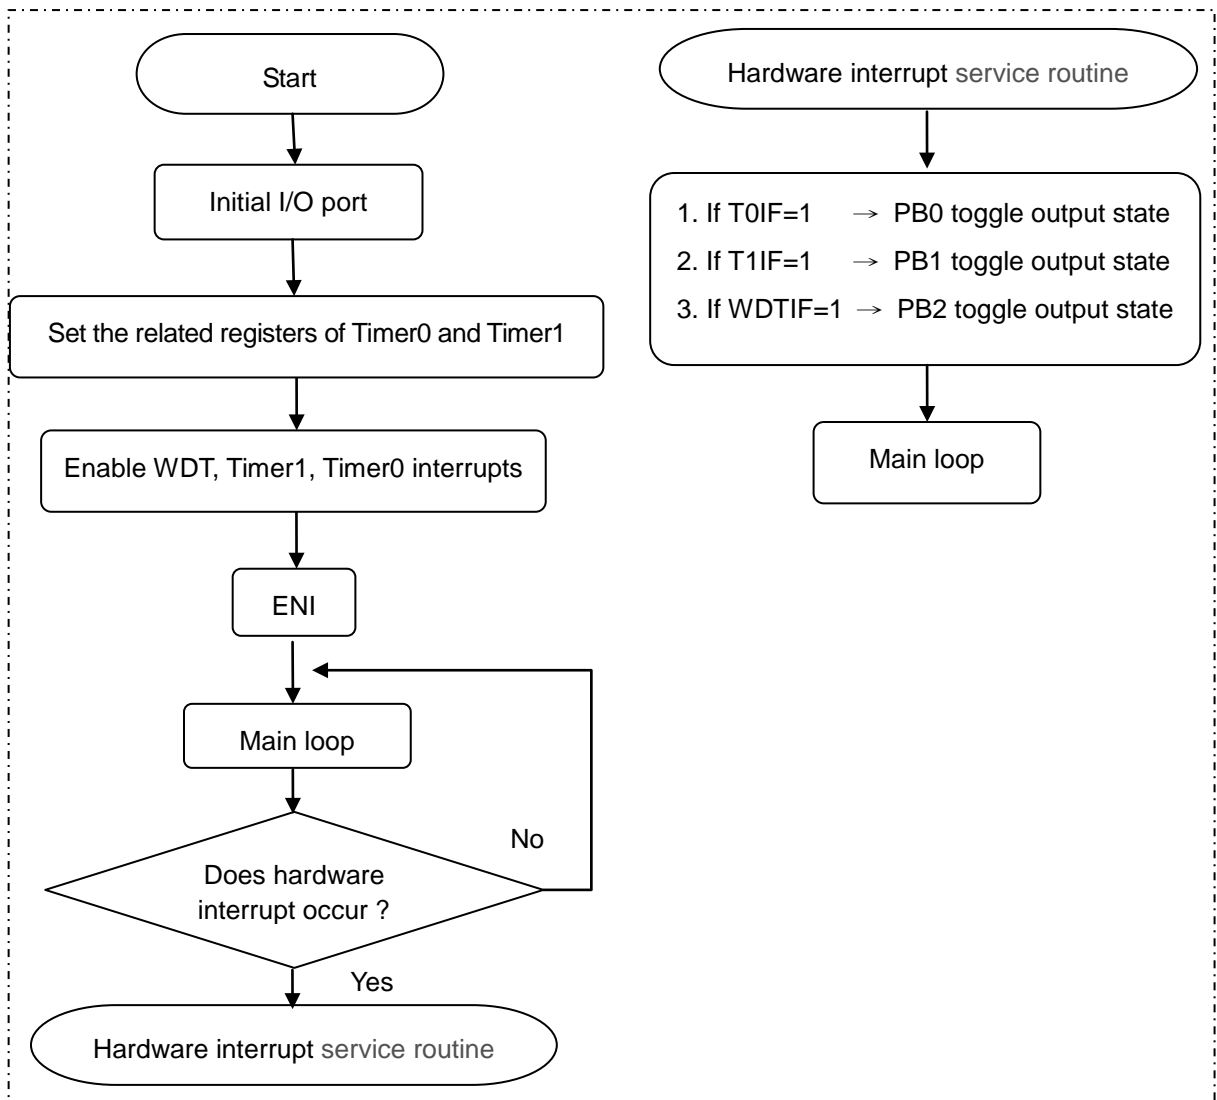 Start
Initial I/O port
Set the related registers of Timer0 and Timer1
Enable WDT, Timer1, Timer0 interrupts
ENI
Main loop
No
Does hardware
interrupt occur ?
Yes
Hardware interrupt service routine
Hardware interrupt service routine
1. If T0IF=1 → PB0 toggle output state
2. If T1IF=1 → PB1 toggle output state
3. If WDTIF=1 → PB2 toggle output state
Main loop